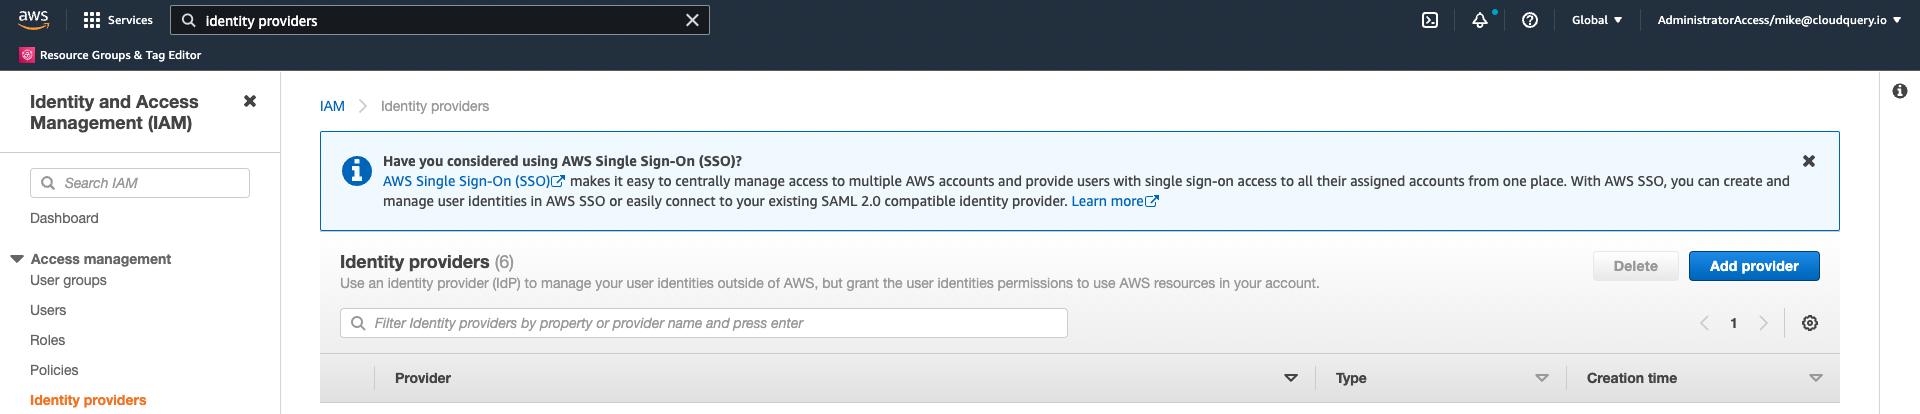 aws
Services
identity providers
Global
AdministratorAccess/mike@cloudquery.io
Resource Groups & Tag Editor
Identity and Access
Management (IAM)
Search IAM
Dashboard
Access management
User groups
Users
Roles
Policies
Identity providers
IAM
Identity providers
Have you considered using AWS Single Sign-On (SSO)?
AWS Single Sign-On (SSO) makes it easy to centrally manage access to multiple AWS accounts and provide users with single sign-on access to all their assigned accounts from one place. With AWS SSO, you can create and
manage user identities in AWS SSO or easily connect to your existing SAML 2.0 compatible identity provider. Learn more
Identity providers (6)
Delete
Add provider
Use an identity provider (IdP) to manage your user identities outside of AWS, but grant the user identities permissions to use AWS resources in your account.
Filter Identity providers by property or provider name and press enter
1
Provider
Type
Creation time